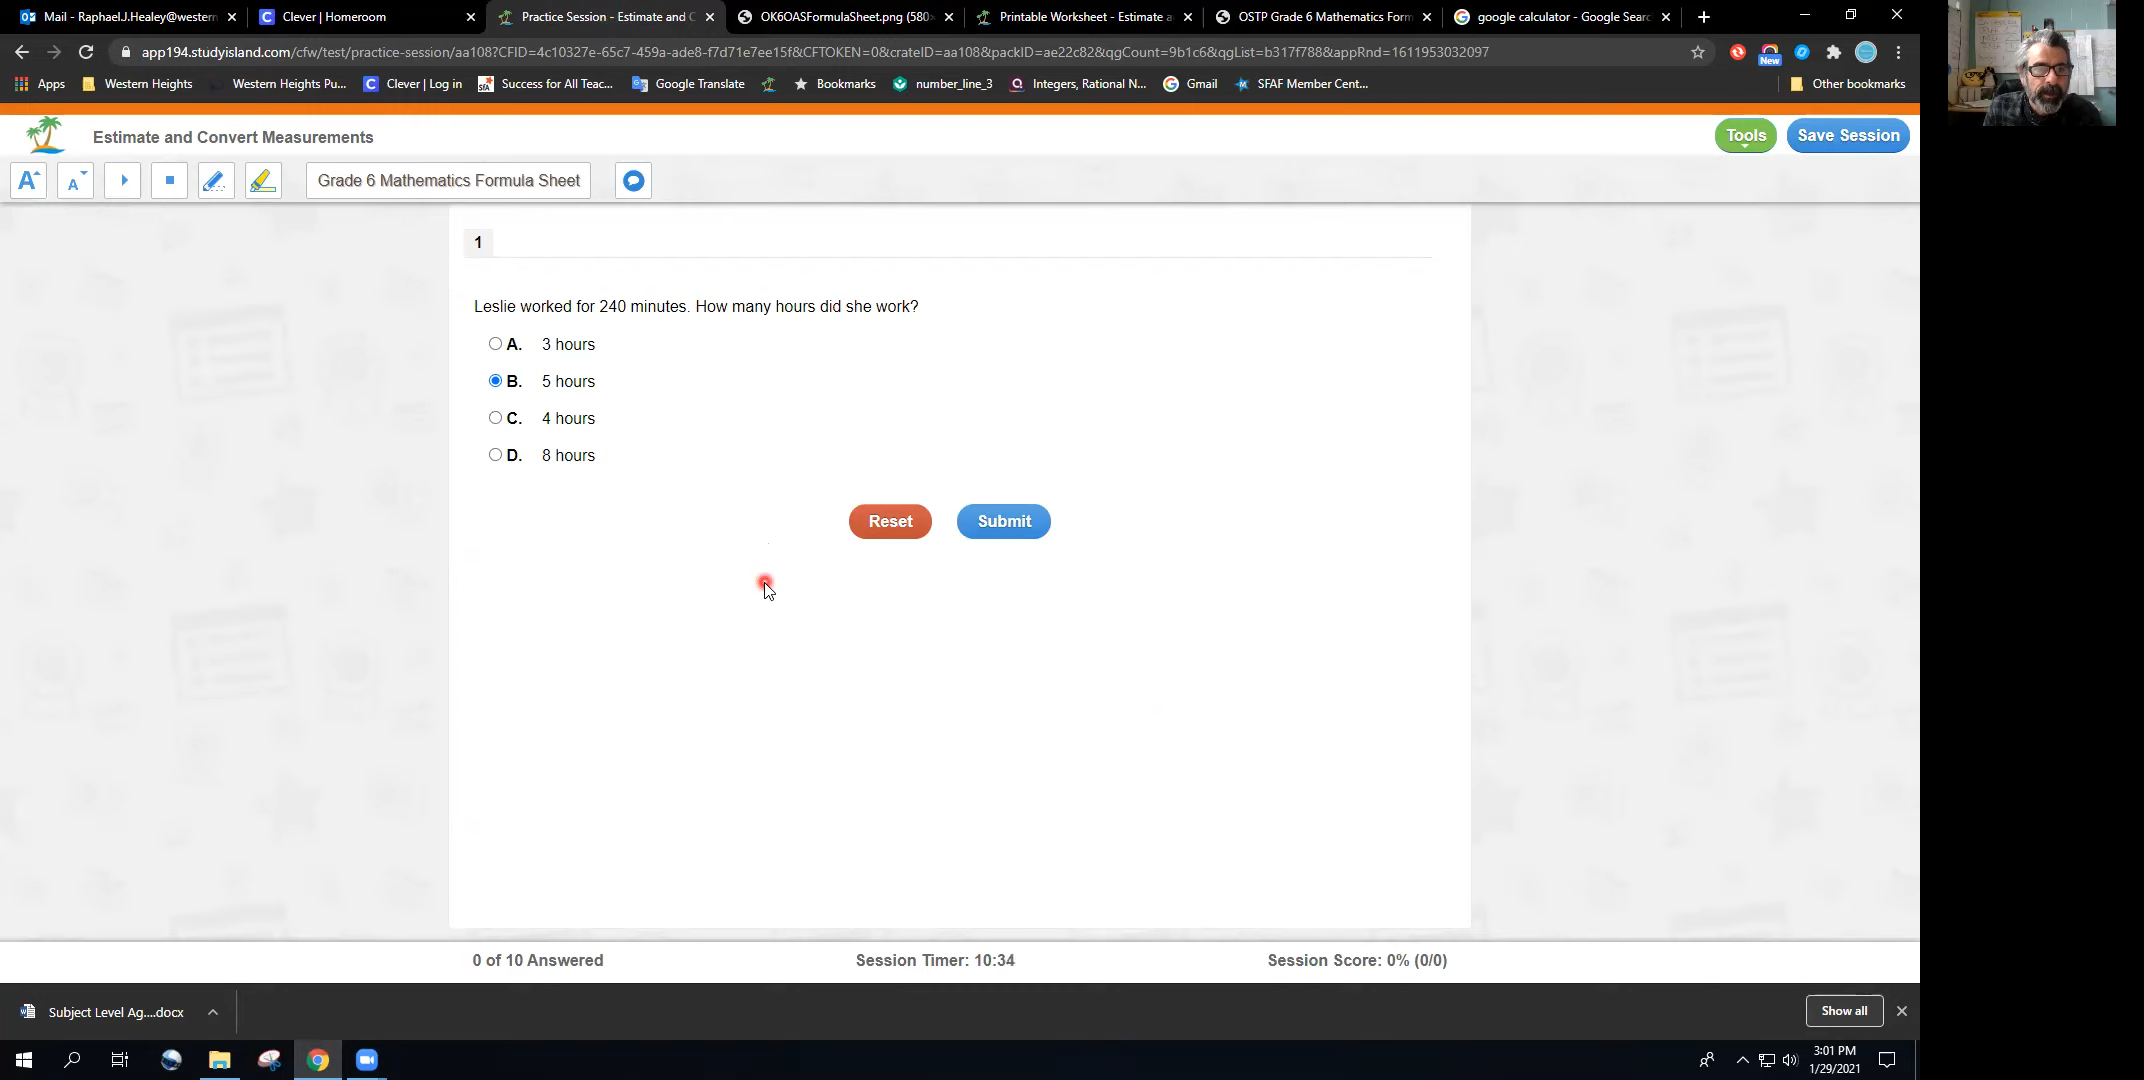 Mail - Raphael.J.Healey@western
Clever | Homeroom
Practice Session - Estimate and C
OK6OASFormulaSheet.png (580×
Printable Worksheet - Estimate a
OSTP Grade 6 Mathematics Form
google calculator - Google Searc
app194.studyisland.com/cfw/test/practice-session/aa108?CFID=4c10327e-65c7-459a-ade8-f7d71e7ee15f&CFTOKEN=0&crateID=aa108&packID=ae22c82&qgCount=9b1c6&qgList=b317f788&appRnd=1611953032097
New
Apps
Western Heights
Western Heights Pu...
Clever | Log in
Success for All Teac...
Google Translate
Bookmarks
number_line_3
Integers, Rational N...
Gmail
SFAF Member Cent...
Other bookmarks
Estimate and Convert Measurements
Tools
Save Session
A
A
Grade 6 Mathematics Formula Sheet
1
Leslie worked for 240 minutes. How many hours did she work?
A. 3 hours
B. 5 hours
C. 4 hours
D. 8 hours
Reset
Submit
0 of 10 Answered
Session Timer: 10:34
Session Score: 0% (0/0)
Subject Level Ag....docx
Show all
3:01 PM
1/29/2021